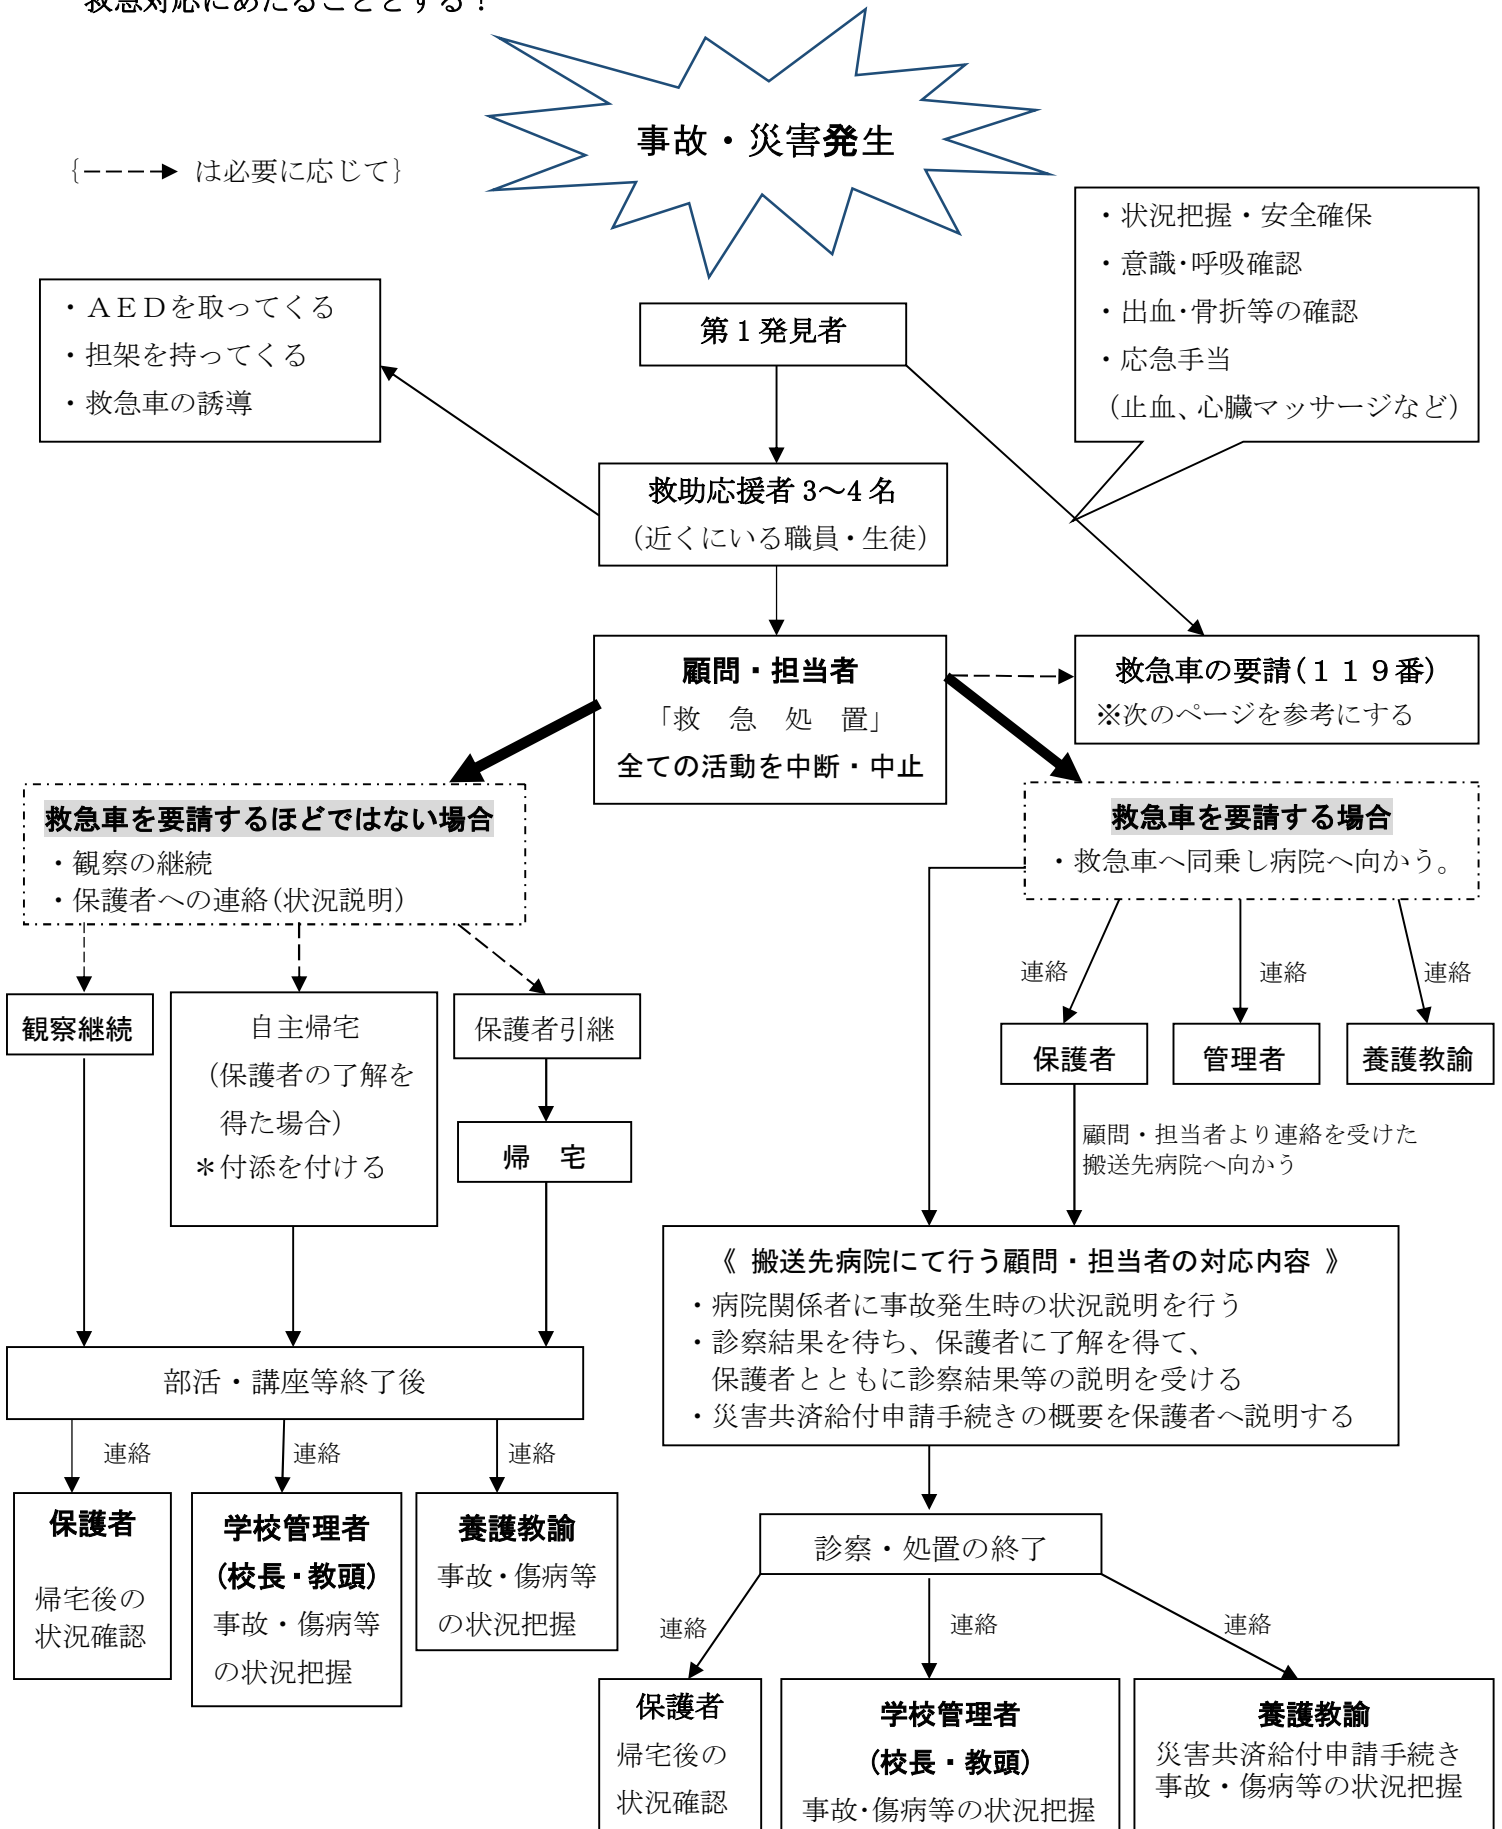 救急対応にあたることとする！
事故・災害発生
{----▶ は必要に応じて}
・状況把握・安全確保
・意識・呼吸確認
・出血・骨折等の確認
・応急手当
（止血、心臓マッサージなど）
・ＡＥＤを取ってくる
・担架を持ってくる
・救急車の誘導
第１発見者
救助応援者 3～4 名
（近くにいる職員・生徒）
顧問・担当者
「救　急　処　置」
全ての活動を中断・中止
救急車の要請（１１９番）
※次のページを参考にする
救急車を要請するほどではない場合
・観察の継続
・保護者への連絡（状況説明）
救急車を要請する場合
・救急車へ同乗し病院へ向かう。
連絡
連絡
連絡
観察継続
自主帰宅
（保護者の了解を
得た場合）
＊付添を付ける
保護者引継
帰　宅
保護者
管理者
養護教諭
顧問・担当者より連絡を受けた
搬送先病院へ向かう
《 搬送先病院にて行う顧問・担当者の対応内容 》
・病院関係者に事故発生時の状況説明を行う
・診察結果を待ち、保護者に了解を得て、
保護者とともに診察結果等の説明を受ける
・災害共済給付申請手続きの概要を保護者へ説明する
部活・講座等終了後
連絡
連絡
連絡
保護者
帰宅後の
状況確認
学校管理者
（校長・教頭）
事故・傷病等
の状況把握
養護教諭
事故・傷病等
の状況把握
診察・処置の終了
連絡
連絡
連絡
保護者
帰宅後の
状況確認
学校管理者
（校長・教頭）
事故・傷病等の状況把握
養護教諭
災害共済給付申請手続き
事故・傷病等の状況把握